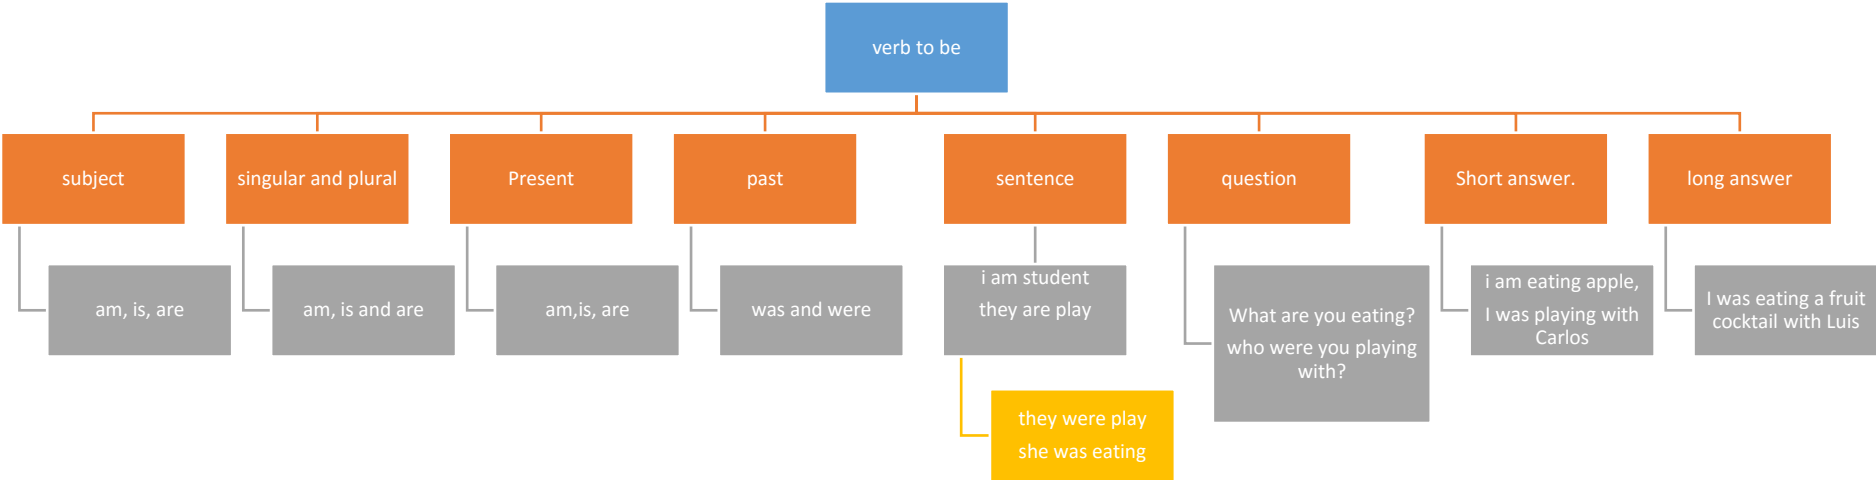 verb to be
subject
singular and plural
Present
past
sentence
question
Short answer.
long answer
am, is, are
am, is and are
am,is, are
was and were
i am student
they are play
they were play
she was eating
What are you eating?
who were you playing
with?
i am eating apple,
I was playing with
Carlos
I was eating a fruit
cocktail with Luis